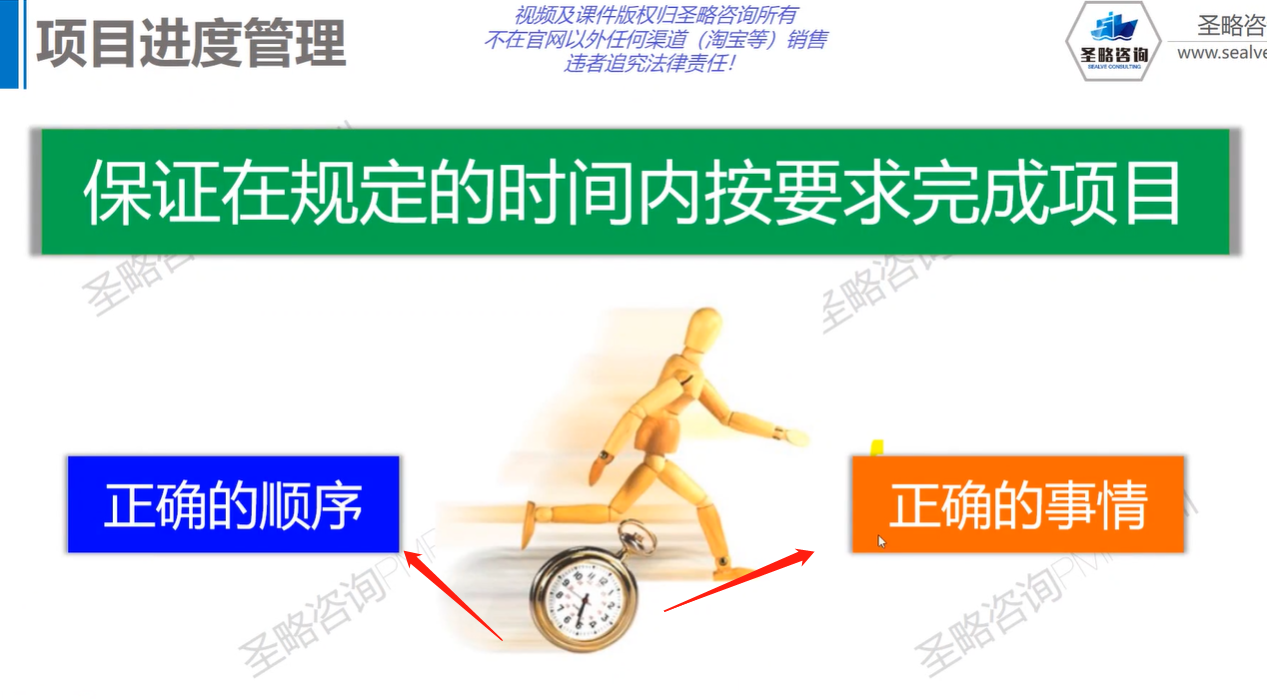 项目进度管理
视频及课件版权归圣略咨询所有
不在官网以外任何渠道（淘宝等）销售
违者追究法律责任！
圣略咨询
SEALVE CONSULTING
圣略咨
www.sealve
保证在规定的时间内按要求完成项目
正确的顺序
正确的事情
圣略咨询
圣略咨询
圣略咨询PMP
圣略咨询PMP